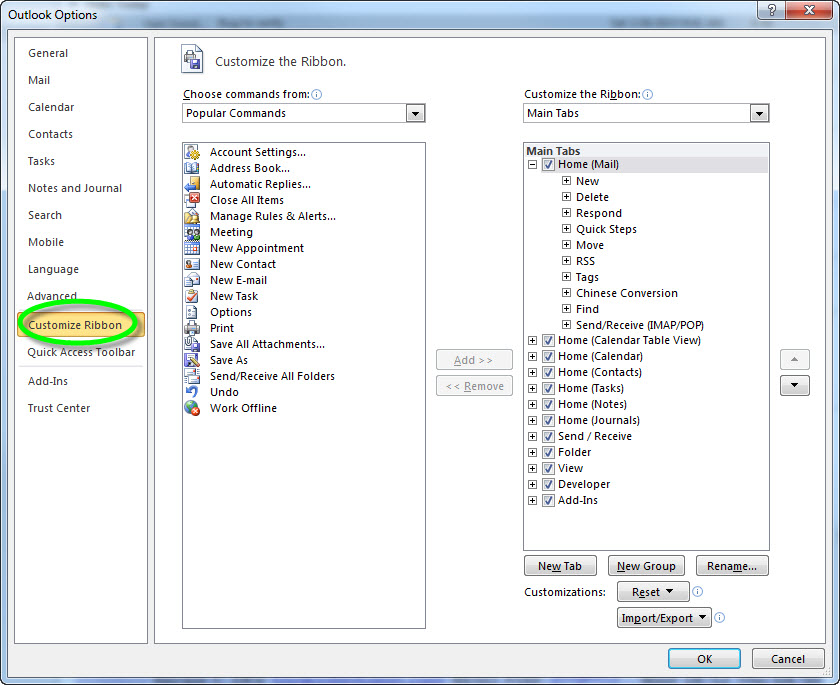 Outlook Options
General
Mail
Calendar
Contacts
Tasks
Notes and Journal
Search
Mobile
Language
Advanced
Customize Ribbon
Quick Access Toolbar
Add-Ins
Trust Center
Customize the Ribbon.
Choose commands from:
Popular Commands
Account Settings...
Address Book...
Automatic Replies...
Close All Items
Manage Rules & Alerts...
Meeting
New Appointment
New Contact
New E-mail
New Task
Options
Print
Save All Attachments...
Save As
Send/Receive All Folders
Undo
Work Offline
Add >>
<< Remove
Customize the Ribbon:
Main Tabs
Main Tabs
Home (Mail)
New
Delete
Respond
Quick Steps
Move
RSS
Tags
Chinese Conversion
Find
Send/Receive (IMAP/POP)
Home (Calendar Table View)
Home (Calendar)
Home (Contacts)
Home (Tasks)
Home (Notes)
Home (Journals)
Send / Receive
Folder
View
Developer
Add-Ins
New Tab
New Group
Rename...
Customizations:
Reset
Import/Export
OK
Cancel